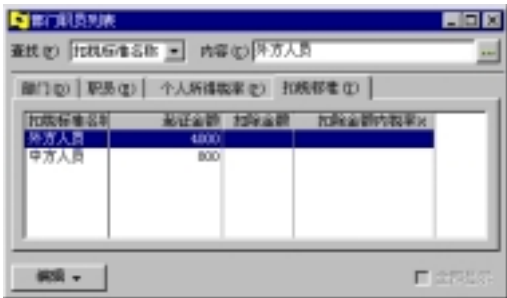 部门职员列表
查找(F) 扣税标准名称 内容(C) 外方人员 ...
部门(D) 职员(E) 个人所得税率(P) 扣税标准(T)
扣税标准名称 起征金额 扣除金额 扣除金额内税率%
外方人员 4000
中方人员 800
编辑 全部显示